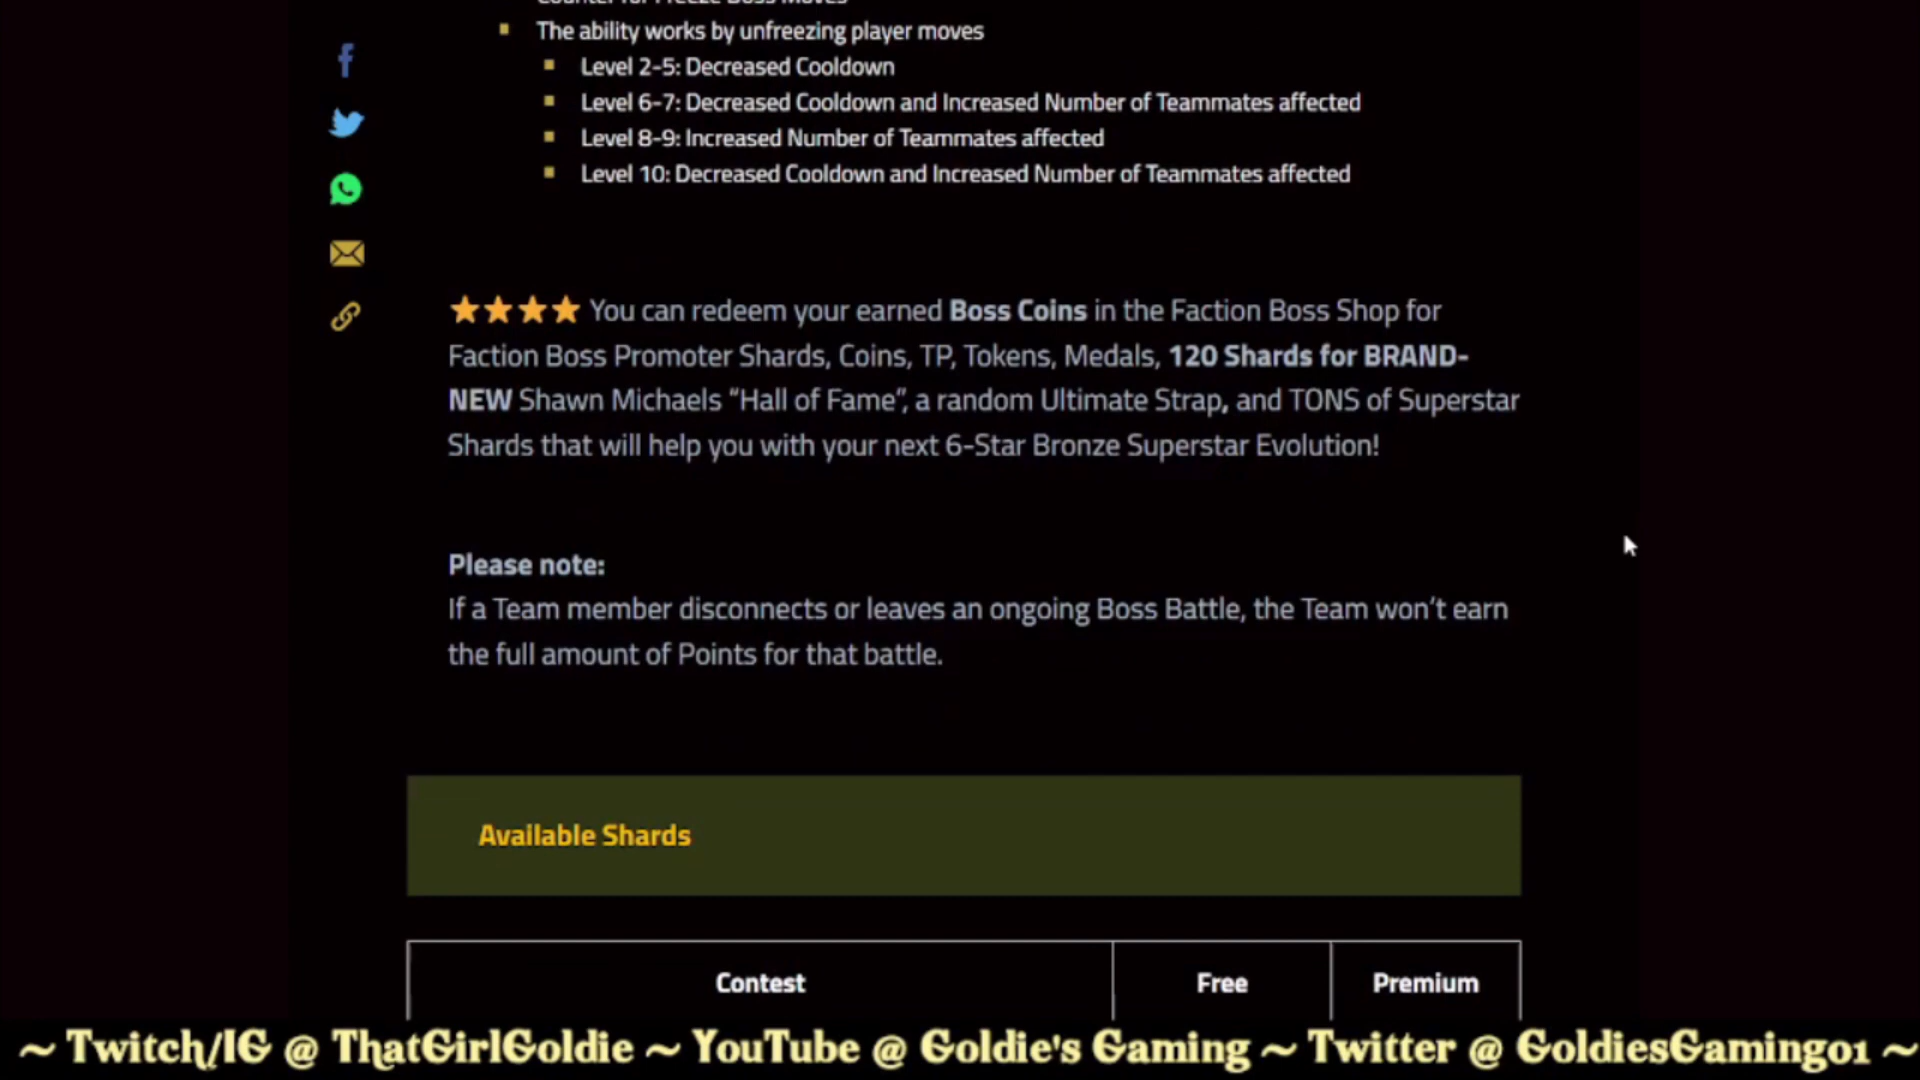 Counter for Freeze Boss Moves
The ability works by unfreezing player moves
Level 2-5: Decreased Cooldown
Level 6-7: Decreased Cooldown and Increased Number of Teammates affected
Level 8-9: Increased Number of Teammates affected
Level 10: Decreased Cooldown and Increased Number of Teammates affected
You can redeem your earned Boss Coins in the Faction Boss Shop for
Faction Boss Promoter Shards, Coins, TP, Tokens, Medals, 120 Shards for BRAND-
NEW Shawn Michaels “Hall of Fame”, a random Ultimate Strap, and TONS of Superstar
Shards that will help you with your next 6-Star Bronze Superstar Evolution!
Please note:
If a Team member disconnects or leaves an ongoing Boss Battle, the Team won’t earn
the full amount of Points for that battle.
Available Shards
Contest Free Premium
~ Twitch/IG @ ThatGirlGoldie ~ YouTube @ Goldie's Gaming ~ Twitter @ GoldiesGaming01 ~